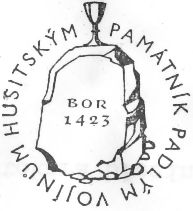 PAMÁTNÍK PADLÝM VOJÍNŮM HUSITSKÝM
BOR
1423